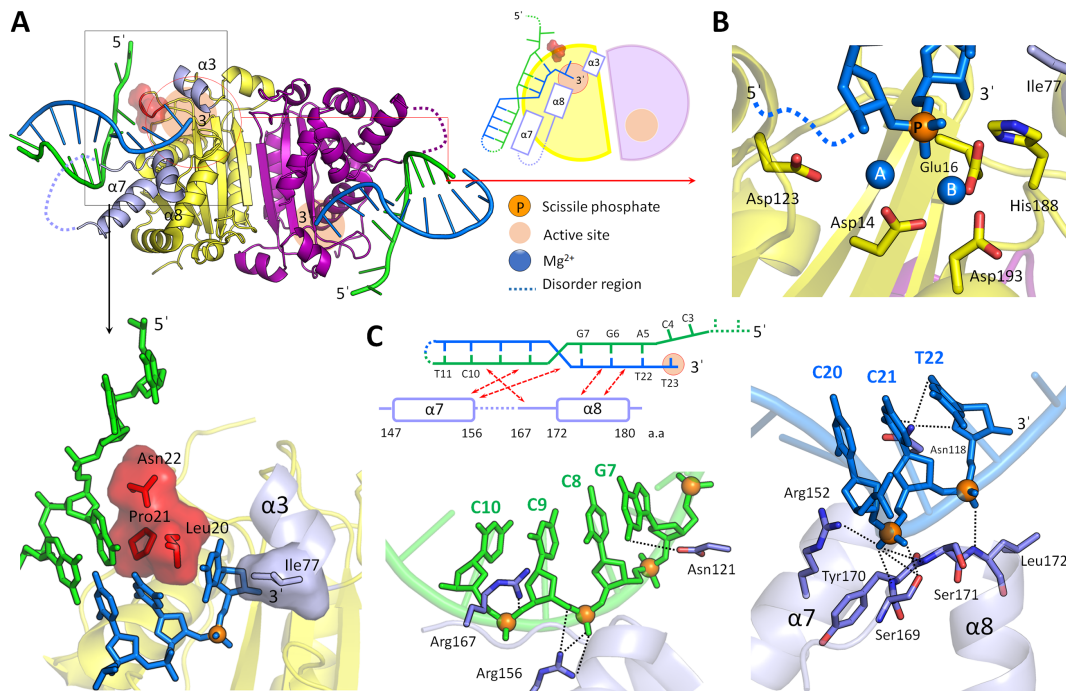 A
5'
α3
3'
α7
α8
3'
5'
5'
α3
3'
α8
α7
P Scissile phosphate
Active site
Mg2+
Disorder region
B
5'
3'
Ile77
P
Glu16
A
B
Asp123
Asp14
His188
Asp193
5'
Asn22
Pro21
Leu20
α3
Ile77
3'
C
G7 G6 A5 C4 C3
5'
3'
T11 C10 T22 T23
α7 α8
147 156 167 172 180 a.a
C10 C9 C8 G7
Asn121
Arg167
Arg156
C20 C21 T22
3'
Asn118
Arg152
Tyr170
Leu172
Ser171
α7
Ser169
α8